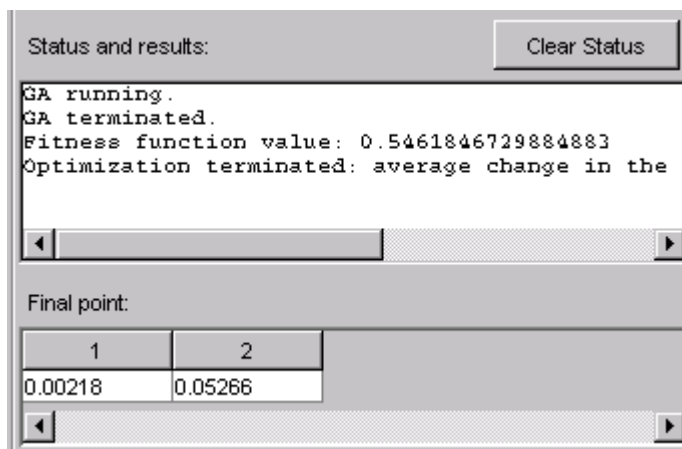 Status and results:
Clear Status
GA running.
GA terminated.
Fitness function value: 0.5461846729884883
Optimization terminated: average change in the
Final point:
1 2
0.00218 0.05266